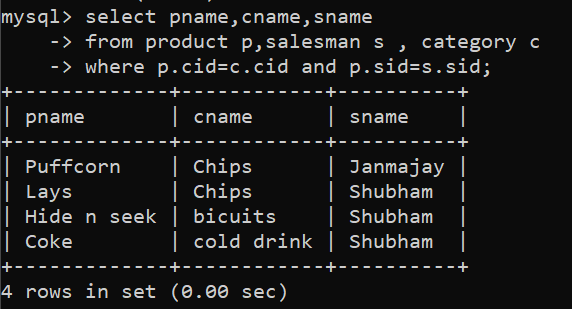 mysql> select pname,cname,sname
    -> from product p,salesman s , category c
    -> where p.cid=c.cid and p.sid=s.sid;
+-------------+------------+----------+
| pname       | cname      | sname    |
+-------------+------------+----------+
| Puffcorn    | Chips      | Janmajay |
| Lays        | Chips      | Shubham  |
| Hide n seek | bicuits    | Shubham  |
| Coke        | cold drink | Shubham  |
+-------------+------------+----------+
4 rows in set (0.00 sec)